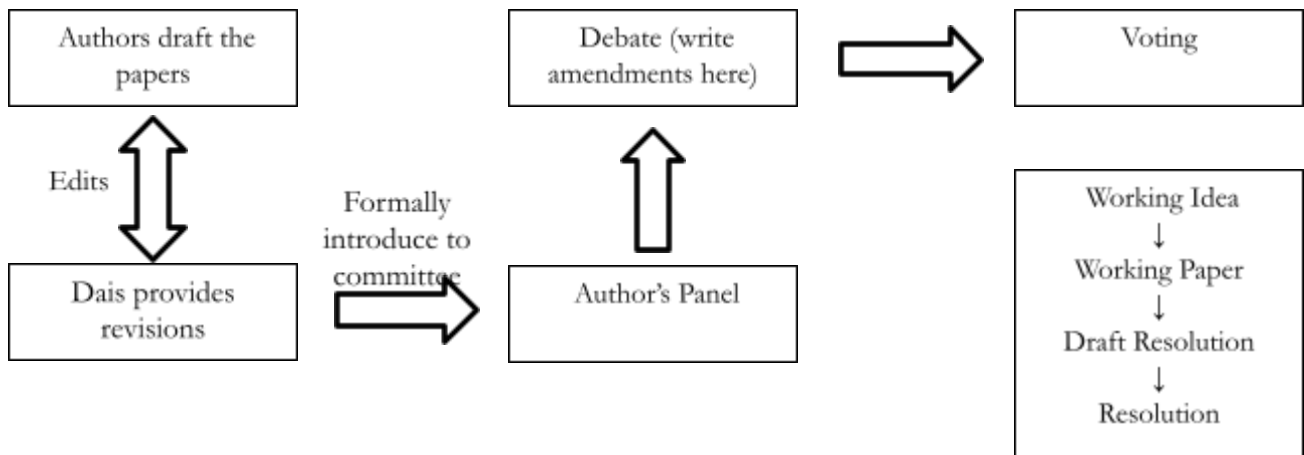 Authors draft the
papers
Edits
Dais provides
revisions
Formally
introduce to
committee
Author’s Panel
Debate (write
amendments here)
Voting
Working Idea
↓
Working Paper
↓
Draft Resolution
↓
Resolution